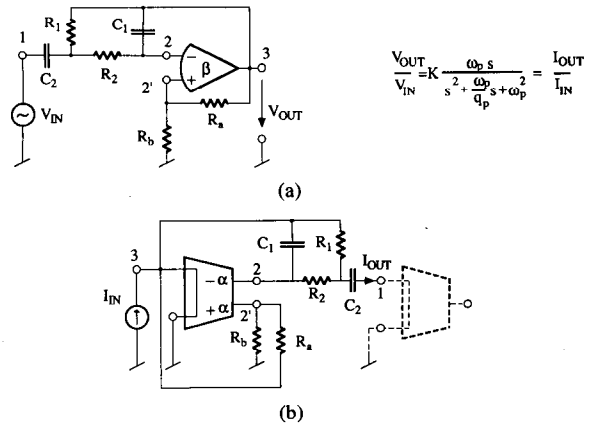 R1
C1
1
2
3
C2
R2
−
β
2'
+
VIN
Ra
VOUT
Rb
VOUT/VIN = K ωp s / (s² + (ωp/qp) s + ωp²) = IOUT/IIN
(a)
C1
R1
3
2
IOUT
− α
1
R2
C2
IIN
+ α
2'
Rb
Ra
(b)